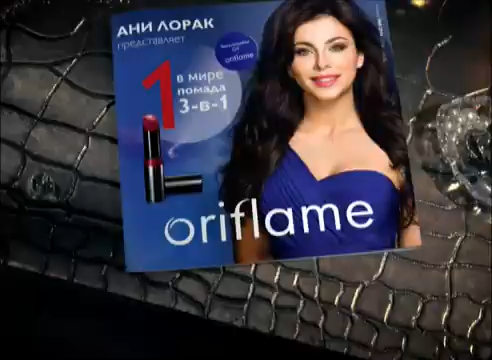 АНИ ЛОРАК
представляет
1
в мире
помада
3-в-1
oriflame
oriflame